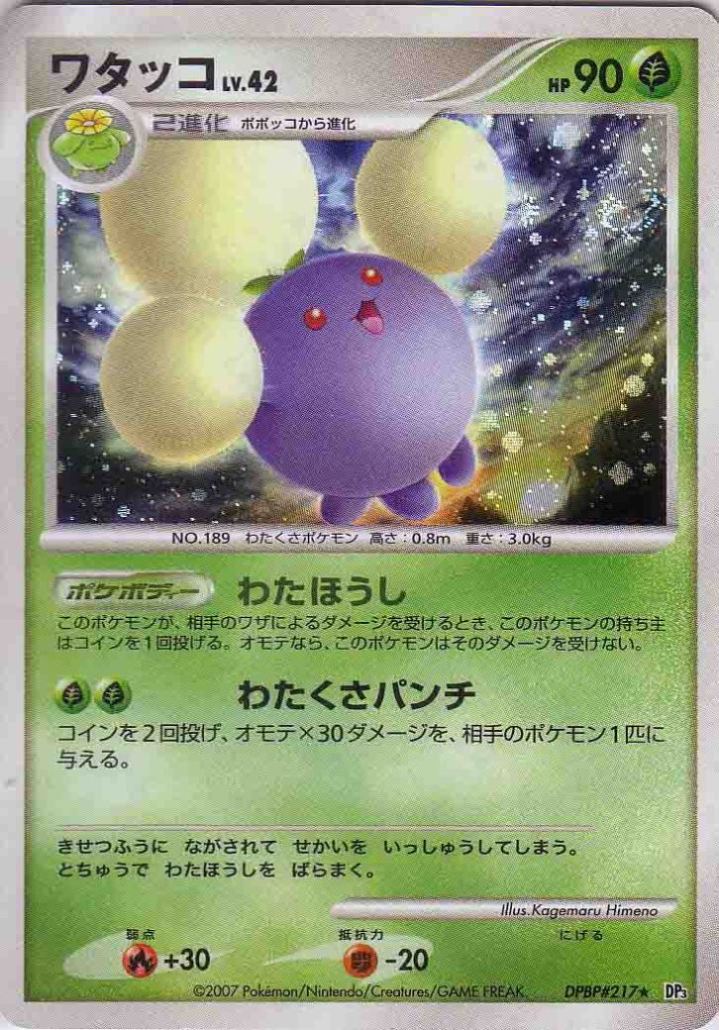 ワタッコ LV.42 HP 90
2進化 ポポッコから進化
NO.189 わたくさポケモン 高さ:0.8m 重さ:3.0kg
ポケボディー わたほうし
このポケモンが、相手のワザによるダメージを受けるとき、このポケモンの持ち主
はコインを1回投げる。オモテなら、このポケモンはそのダメージを受けない。
わたくさパンチ
コインを2回投げ、オモテ×30ダメージを、相手のポケモン1匹に
与える。
きせつふうに ながされて せかいを いっしゅうしてしまう。
とちゅうで わたほうしを ばらまく。
Illus.Kagemaru Himeno
弱点 抵抗力 にげる
+30 -20
©2007 Pokémon/Nintendo/Creatures/GAME FREAK. DPBP#217★ DP3